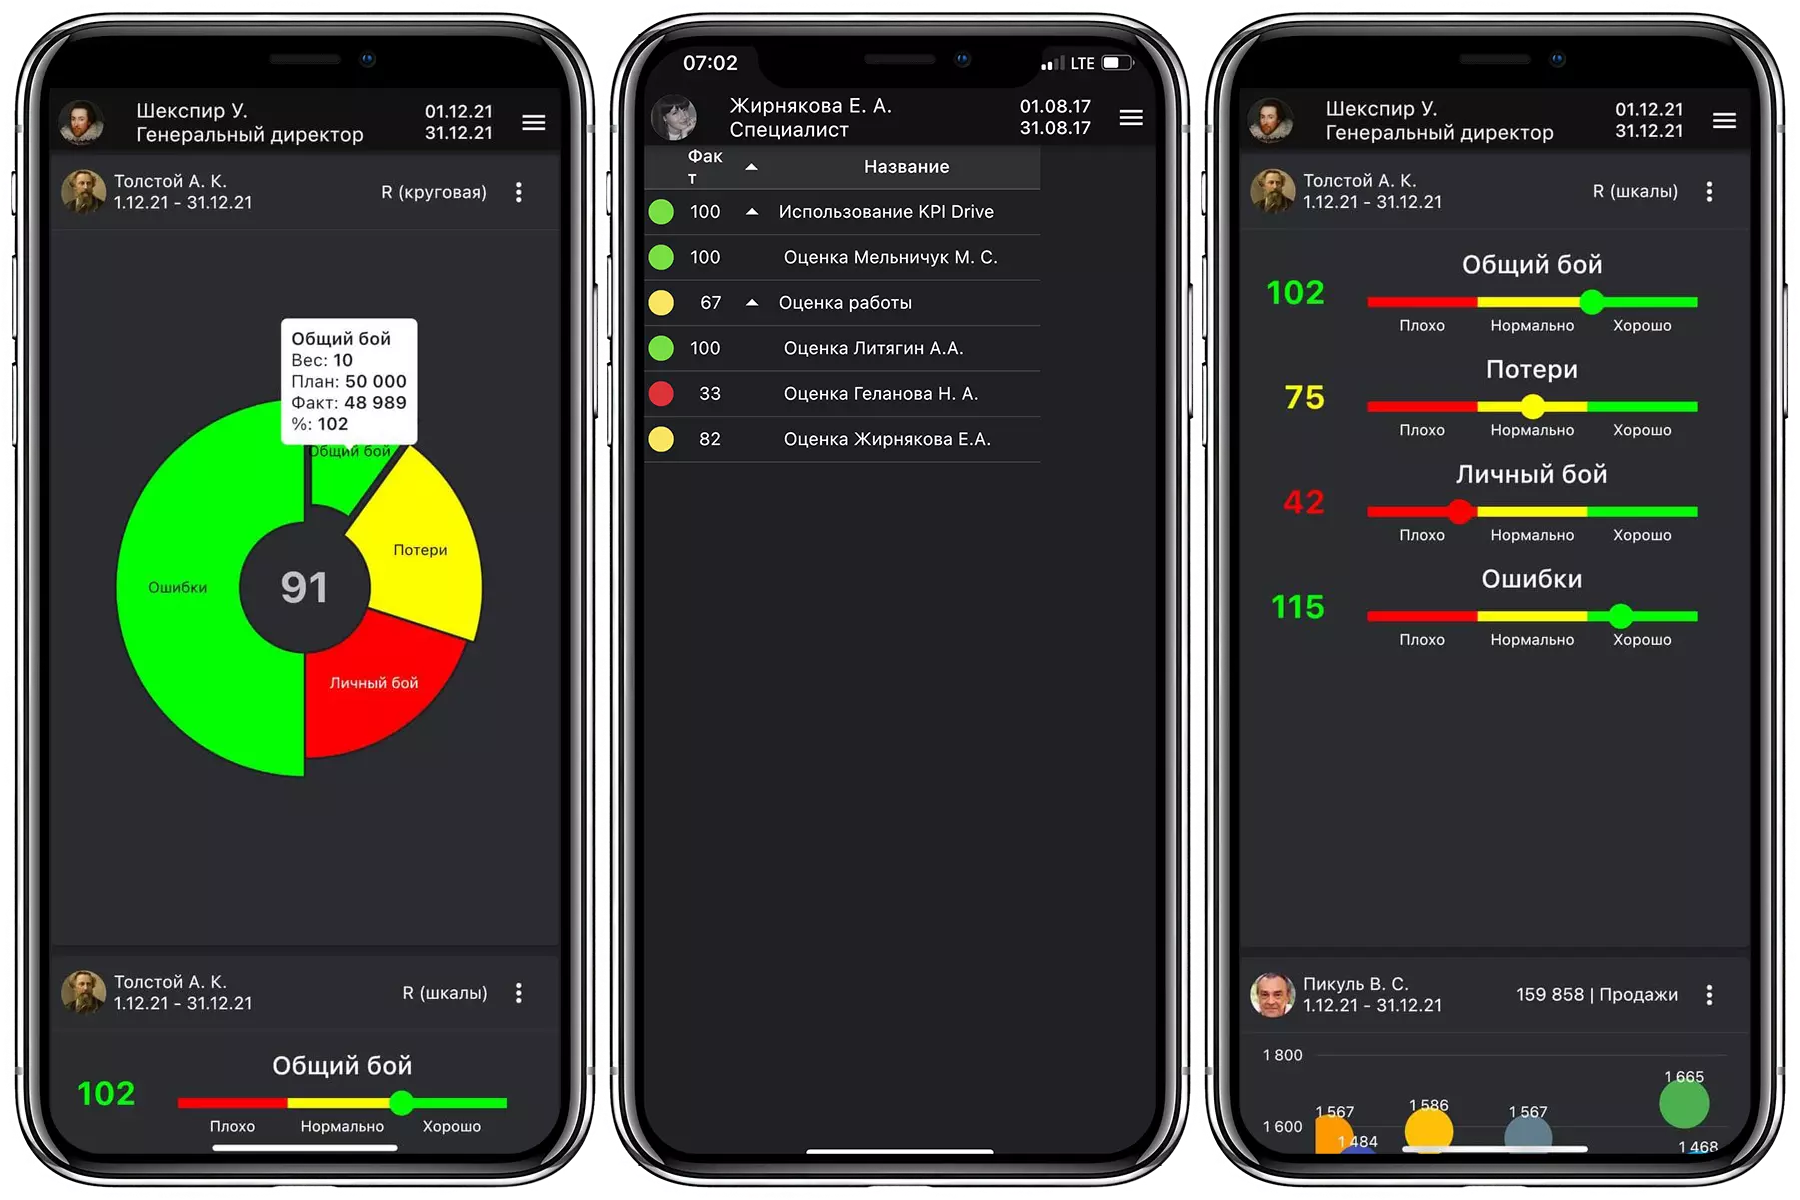 Шекспир У.
Генеральный директор
01.12.21
31.12.21
Толстой А. К.
1.12.21 - 31.12.21
R (круговая)
Общий бой
Вес: 10
План: 50 000
Факт: 48 989
%: 102
Общий бой
Потери
Ошибки
91
Личный бой
Толстой А. К.
1.12.21 - 31.12.21
R (шкалы)
Общий бой
102
Плохо Нормально Хорошо
07:02
LTE
Жирнякова Е. А.
Специалист
01.08.17
31.08.17
Фак
т
Название
100 Использование KPI Drive
100 Оценка Мельничук М. С.
67 Оценка работы
100 Оценка Литягин А.А.
33 Оценка Геланова Н. А.
82 Оценка Жирнякова Е.А.
Шекспир У.
Генеральный директор
01.12.21
31.12.21
Толстой А. К.
1.12.21 - 31.12.21
R (шкалы)
Общий бой
102
Плохо Нормально Хорошо
Потери
75
Плохо Нормально Хорошо
Личный бой
42
Плохо Нормально Хорошо
Ошибки
115
Плохо Нормально Хорошо
Пикуль В. С.
1.12.21 - 31.12.21
159 858 | Продажи
1 800
1 665
1 567 1 586 1 567
1 600
1 484
1 468